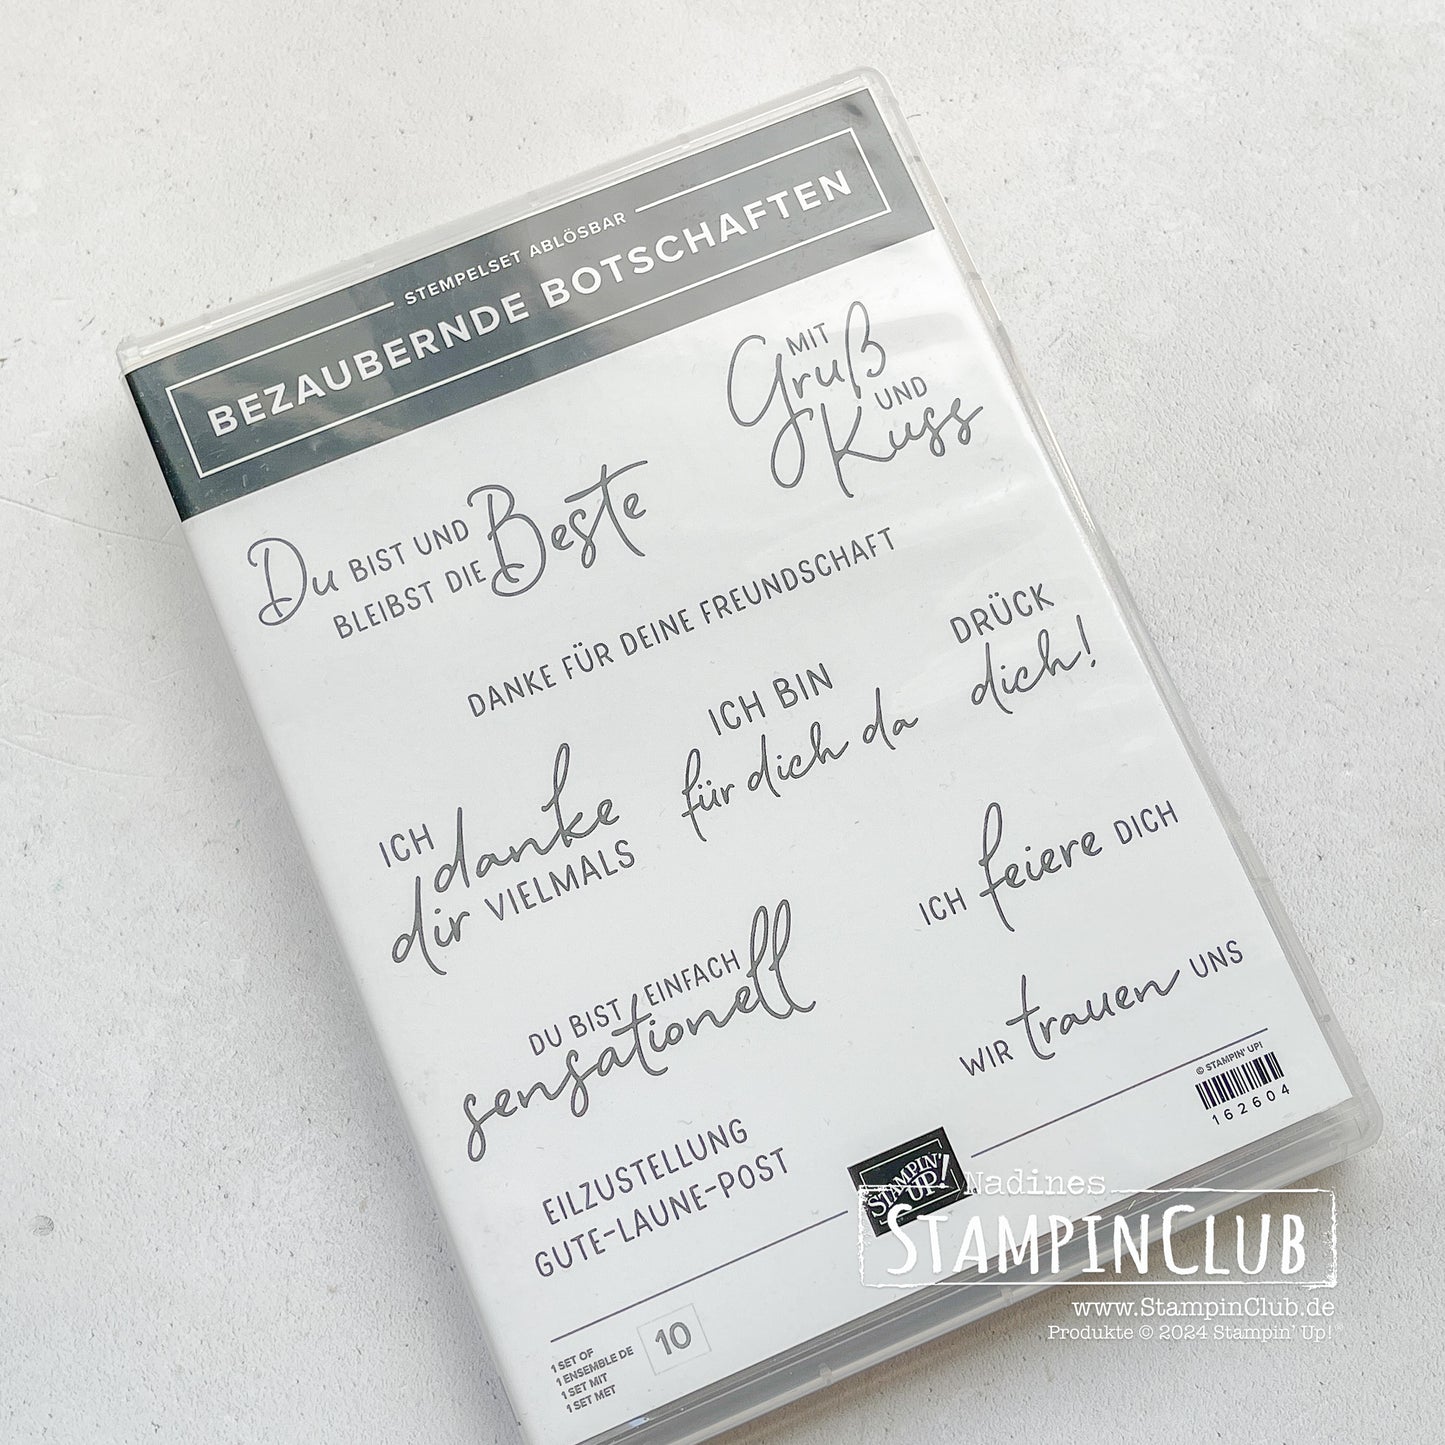 STEMPELSET ABLÖSBAR
BEZAUBERNDE BOTSCHAFTEN
MIT
Gruß
UND
Kuss
Du BIST UND Beste
BLEIBST DIE
DANKE FÜR DEINE FREUNDSCHAFT
DRÜCK
dich!
ICH BIN
für dich da
ICH danke
dir VIELMALS
ICH feiere DICH
DU BIST EINFACH
sensationell
WIR trauen UNS
EILZUSTELLUNG
GUTE-LAUNE-POST
© STAMPIN' UP!
162604
STAMPIN'
UP!
1 SET OF
1 ENSEMBLE DE
1 SET MIT
1 SET MET
10
Nadines
STAMPINCLUB
www.StampinClub.de
Produkte © 2024 Stampin' Up!®